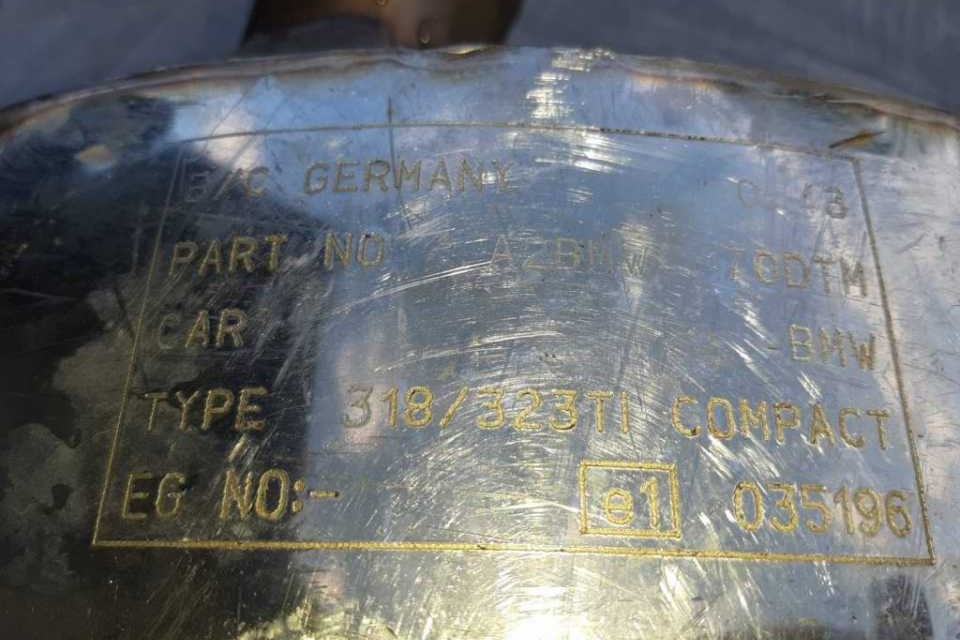 GERMANY
PART NO
CAR -BMW
TYPE 318/323TI COMPACT
EG NO:- e1 035196